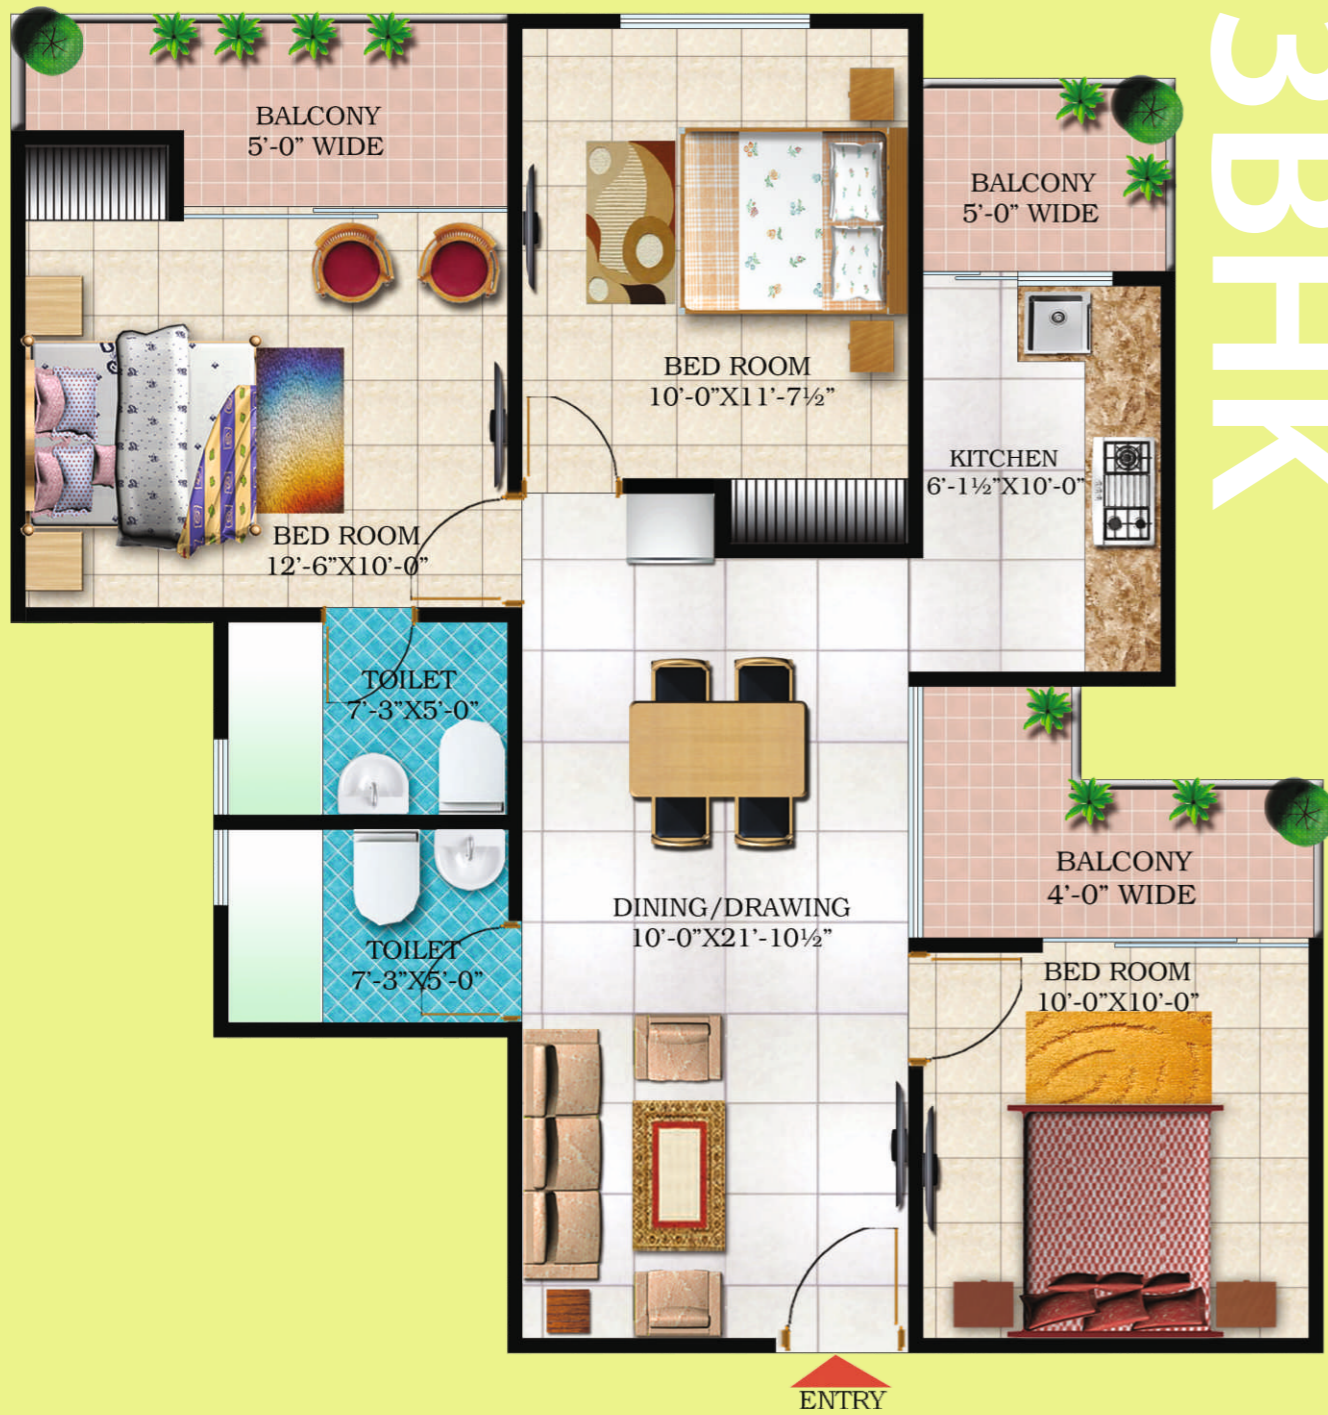 3BHK
BALCONY
5'-0" WIDE
BALCONY
5'-0" WIDE
BED ROOM
10'-0"X11'-7½"
KITCHEN
6'-1½"X10'-0"
BED ROOM
12'-6"X10'-0"
TOILET
7'-3"X5'-0"
BALCONY
4'-0" WIDE
DINING/DRAWING
10'-0"X21'-10½"
TOILET
7'-3"X5'-0"
BED ROOM
10'-0"X10'-0"
ENTRY